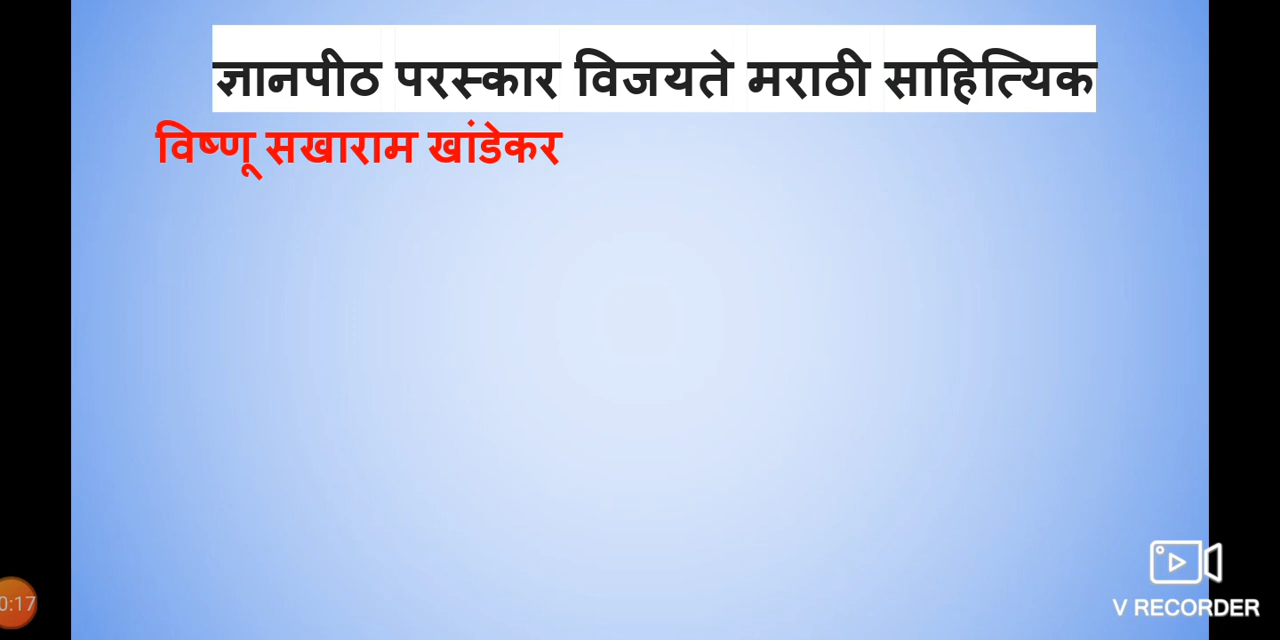 ज्ञानपीठ परस्कार विजयते मराठी साहित्यिक
विष्णू सखाराम खांडेकर
0:17
V RECORDER